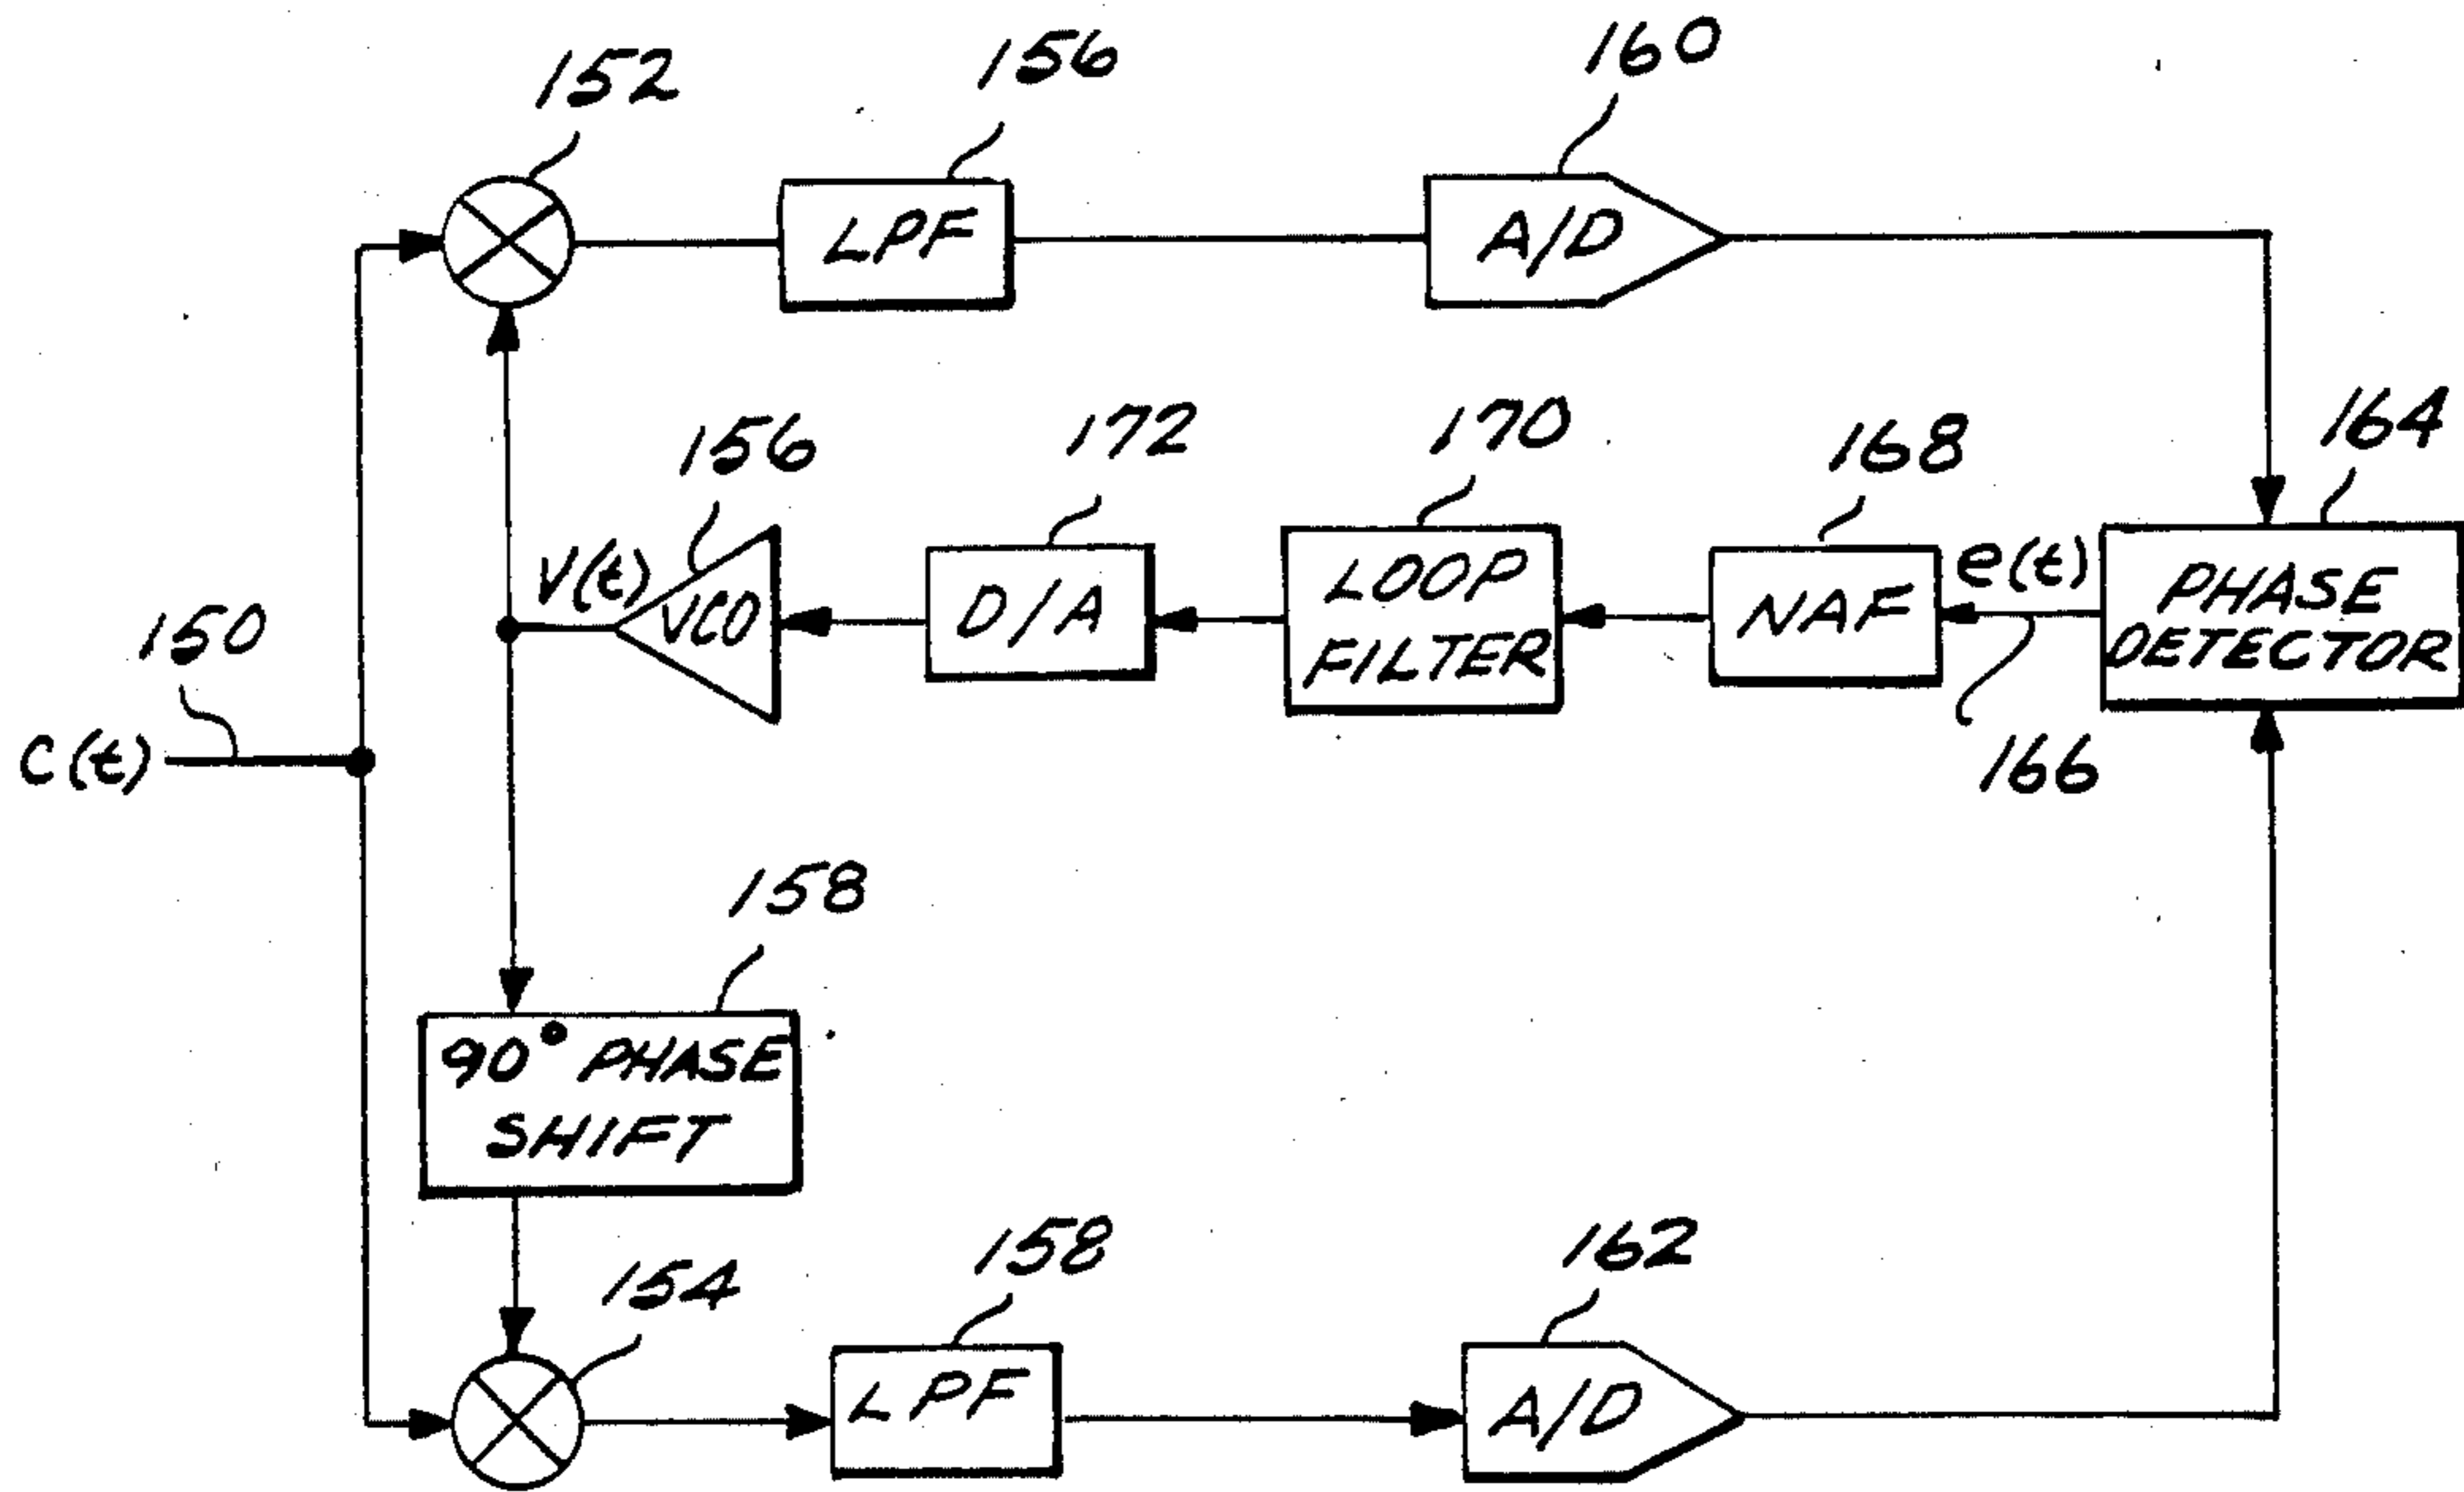 152
156
160
LPF
A/D
156
172
170
168
164
V(t)
VCO
D/A
LOOP
FILTER
NAF
e(t)
PHASE
DETECTOR
150
C(t)
166
158
90° PHASE
SHIFT
154
158
162
LPF
A/D